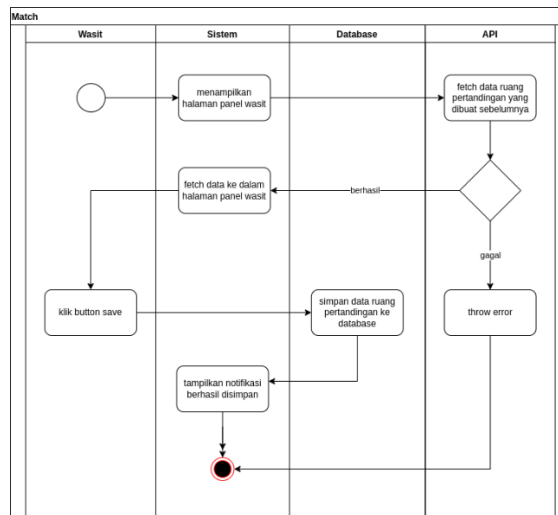 Match
Wasit
Sistem
Database
API
menampilkan
halaman panel wasit
fetch data ruang
pertandingan yang
dibuat sebelumnya
fetch data ke dalam
halaman panel wasit
berhasil
gagal
klik button save
simpan data ruang
pertandingan ke
database
throw error
tampilkan notifikasi
berhasil disimpan